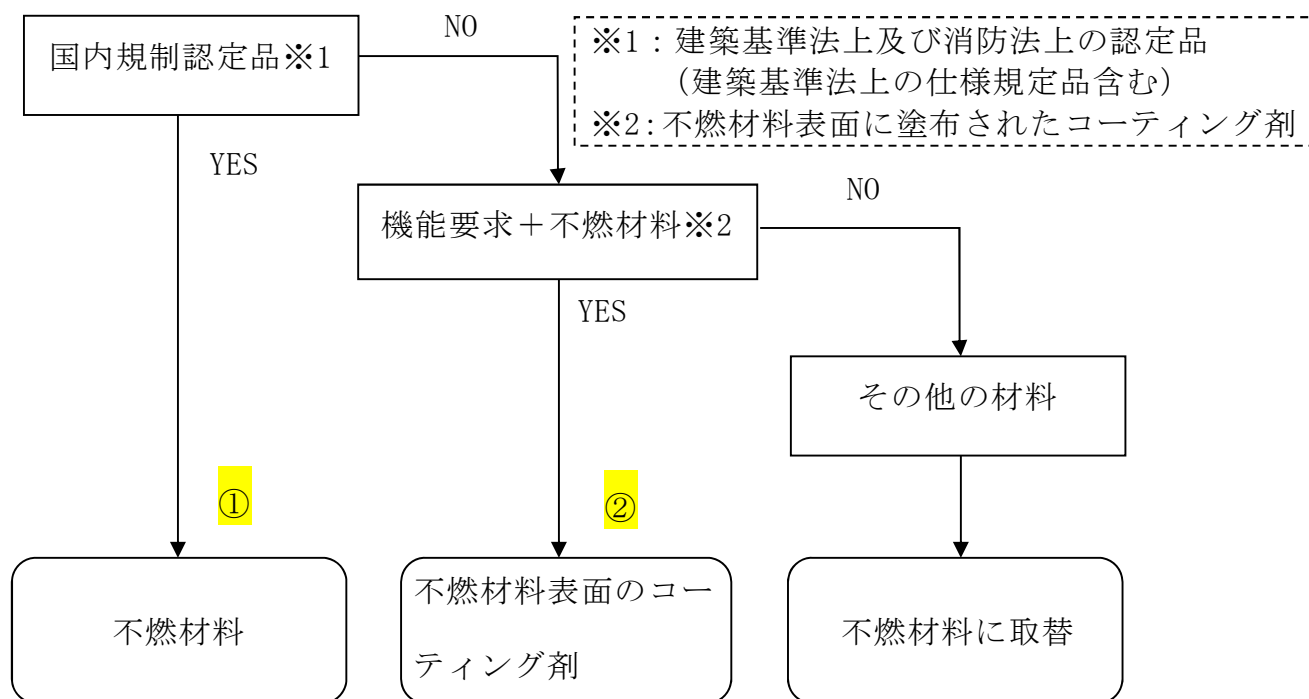 国内規制認定品※1
NO
※1：建築基準法上及び消防法上の認定品
（建築基準法上の仕様規定品含む）
※2：不燃材料表面に塗布されたコーティング剤
YES
機能要求＋不燃材料※2
NO
YES
その他の材料
①
②
不燃材料
不燃材料表面のコー
ティング剤
不燃材料に取替